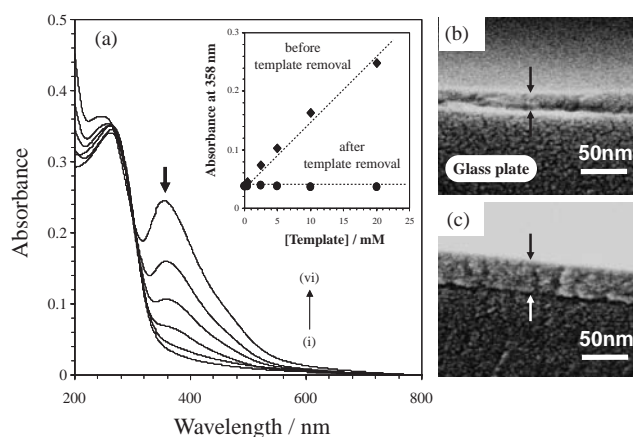 (a)
Absorbance
0.5
0.4
0.3
0.2
0.1
0
200
400
600
800
Wavelength / nm
(vi)
(i)
Absorbance at 358 nm
0.3
0.2
0.1
0
0
5
10
15
20
25
[Template] / mM
before
template removal
after
template removal
(b)
Glass plate
50nm
(c)
50nm